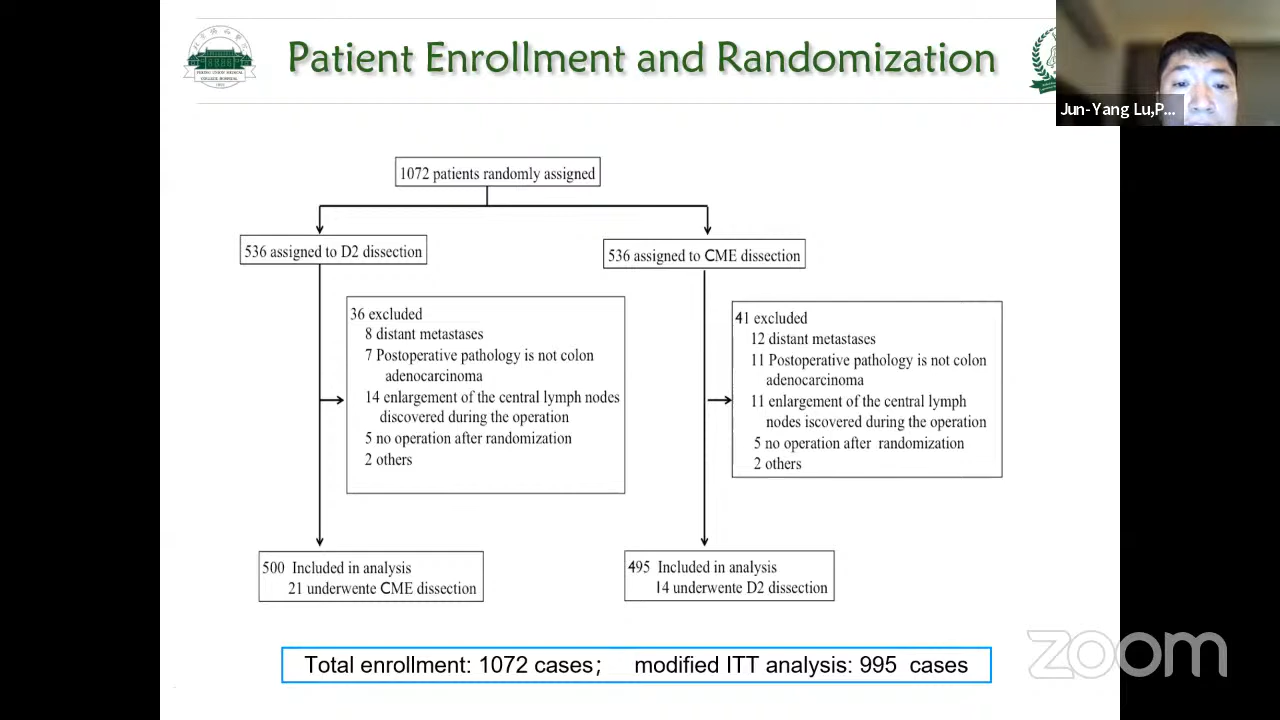 Patient Enrollment and Randomization
PEKING UNION MEDICAL
COLLEGE HOSPITAL
Jun-Yang Lu,P...
1072 patients randomly assigned
536 assigned to D2 dissection
536 assigned to CME dissection
36 excluded
8 distant metastases
7 Postoperative pathology is not colon
adenocarcinoma
14 enlargement of the central lymph nodes
discovered during the operation
5 no operation after randomization
2 others
41 excluded
12 distant metastases
11 Postoperative pathology is not colon
adenocarcinoma
11 enlargement of the central lymph
nodes iscovered during the operation
5 no operation after randomization
2 others
500 Included in analysis
21 underwente CME dissection
495 Included in analysis
14 underwente D2 dissection
Total enrollment: 1072 cases; modified ITT analysis: 995 cases
zoom